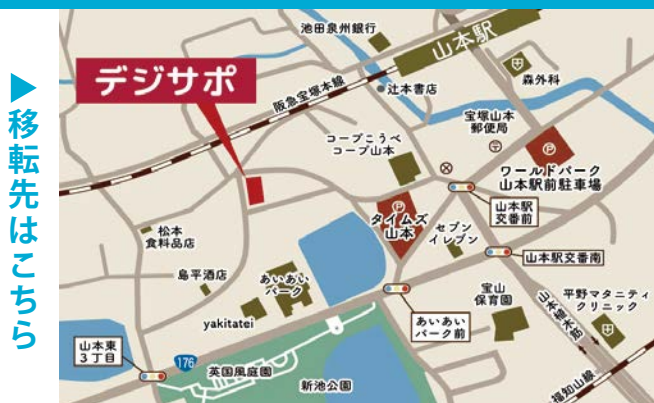 ▶移転先はこちら
池田泉州銀行
山本駅
森外科
デジサポ
阪急宝塚本線
辻本書店
宝塚山本
郵便局
コープこうべ
コープ山本
ワールドパーク
山本駅前駐車場
山本駅
交番前
タイムズ
山本
セブン
イレブン
松本
食料品店
山本駅交番南
島平酒店
あいあい
パーク
宝山
保育園
平野マタニティ
クリニック
山本植木筋
yakitatei
あいあい
パーク前
山本東
3丁目
176
英国風庭園
新池公園
福知山線